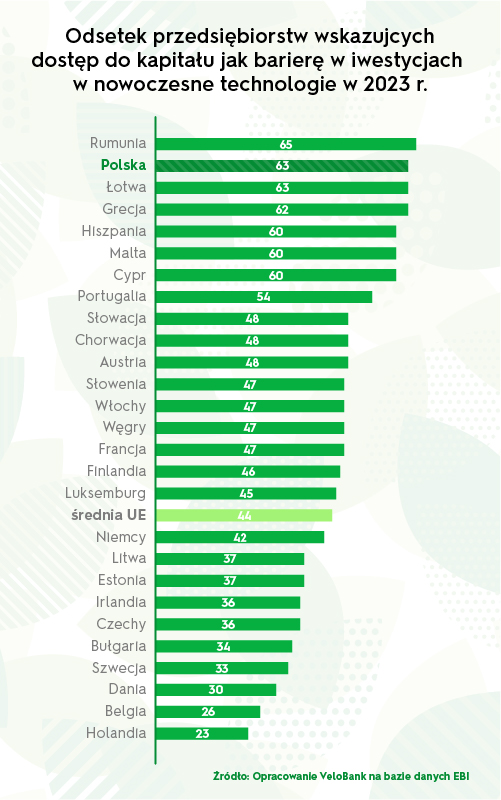 Odsetek przedsiębiorstw wskazujcych
dostęp do kapitału jak barierę w iwestycjach
w nowoczesne technologie w 2023 r.
Rumunia 65
Polska 63
Łotwa 63
Grecja 62
Hiszpania 60
Malta 60
Cypr 60
Portugalia 54
Słowacja 48
Chorwacja 48
Austria 48
Słowenia 47
Włochy 47
Węgry 47
Francja 47
Finlandia 46
Luksemburg 45
średnia UE 44
Niemcy 42
Litwa 37
Estonia 37
Irlandia 36
Czechy 36
Bułgaria 34
Szwecja 33
Dania 30
Belgia 26
Holandia 23
Źródło: Opracowanie VeloBank na bazie danych EBI